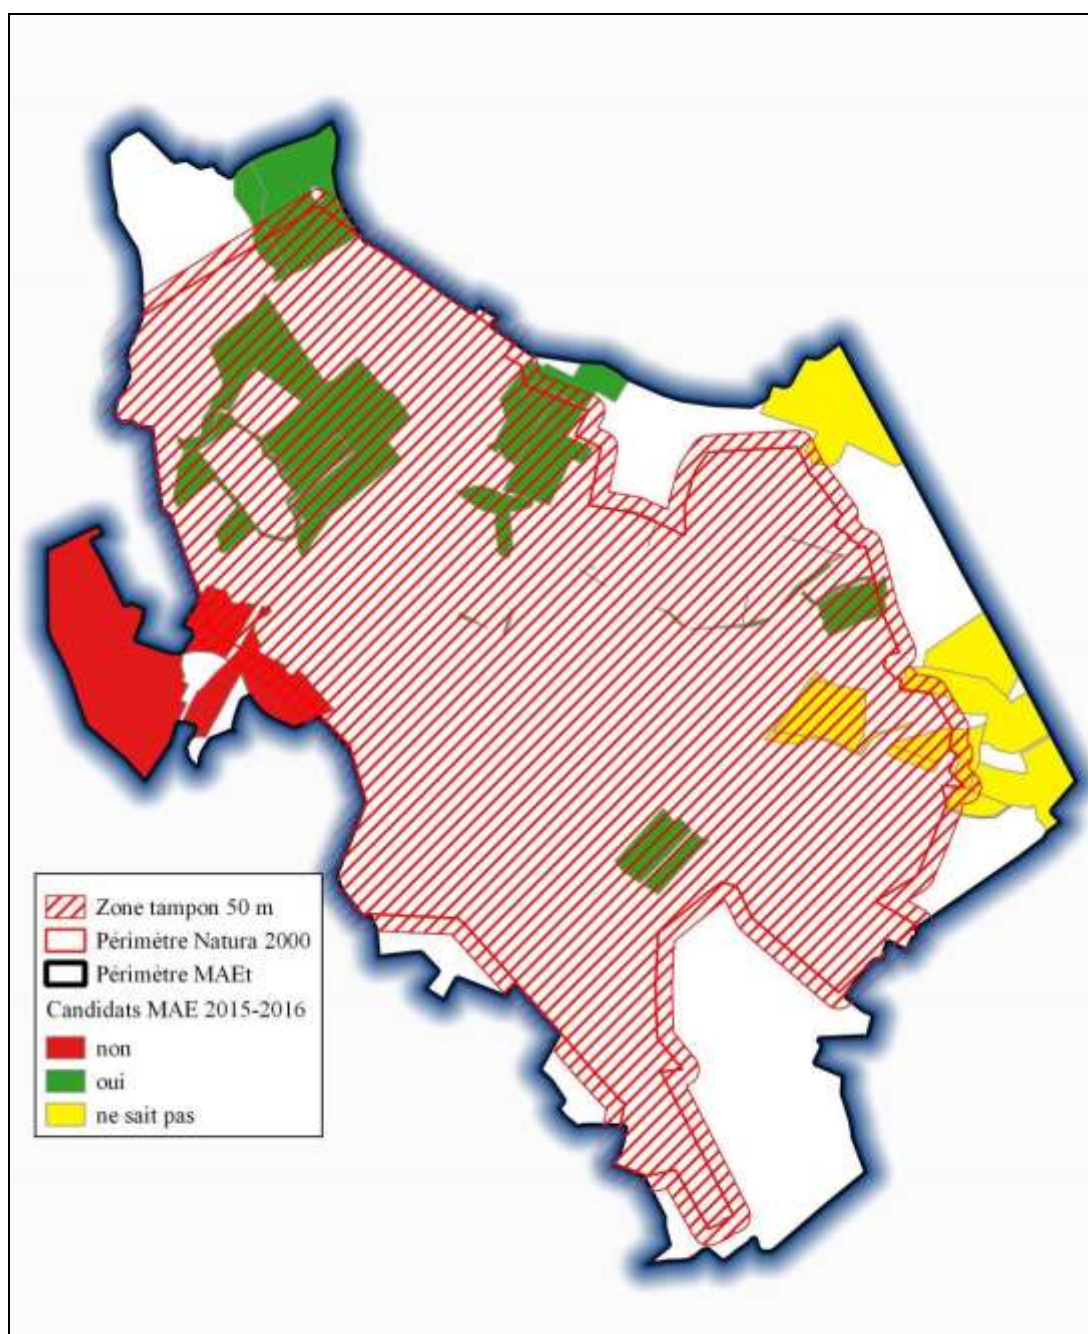 Zone tampon 50 m
Périmètre Natura 2000
Périmètre MAEt
Candidats MAE 2015-2016
non
oui
ne sait pas